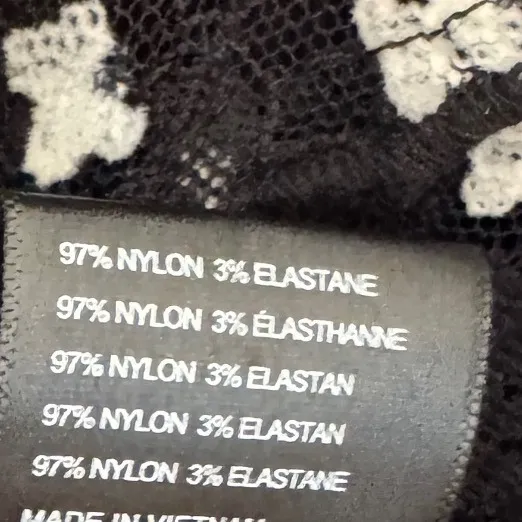 97% NYLON 3% ELASTANE
97% NYLON 3% ÉLASTHANNE
97% NYLON 3% ELASTAN
97% NYLON 3% ELASTAN
97% NYLON 3% ELASTANE
MADE IN VIETNAM